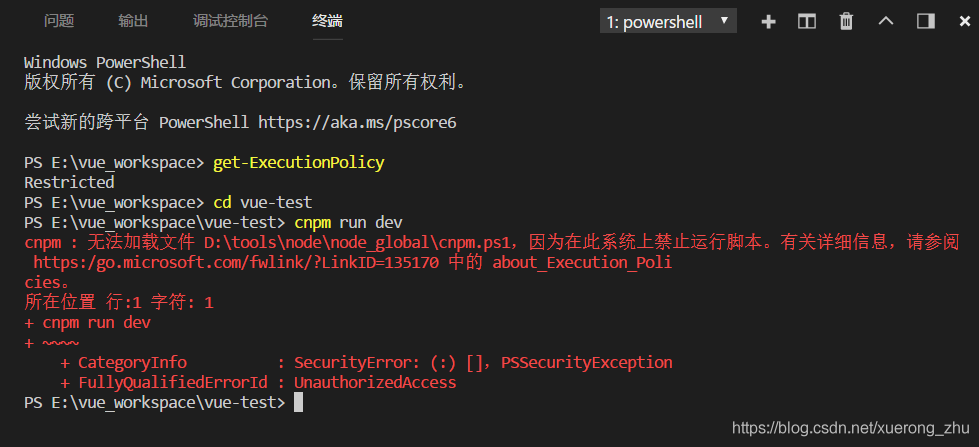 问题 输出 调试控制台 终端 1: powershell
Windows PowerShell
版权所有 (C) Microsoft Corporation。保留所有权利。
尝试新的跨平台 PowerShell https://aka.ms/pscore6
PS E:\vue_workspace> get-ExecutionPolicy
Restricted
PS E:\vue_workspace> cd vue-test
PS E:\vue_workspace\vue-test> cnpm run dev
cnpm : 无法加载文件 D:\tools\node\node_global\cnpm.ps1，因为在此系统上禁止运行脚本。有关详细信息，请参阅
https:/go.microsoft.com/fwlink/?LinkID=135170 中的 about_Execution_Poli
cies。
所在位置 行:1 字符: 1
+ cnpm run dev
+ ~~~~
+ CategoryInfo : SecurityError: (:) []，PSSecurityException
+ FullyQualifiedErrorId : UnauthorizedAccess
PS E:\vue_workspace\vue-test>
https://blog.csdn.net/xuerong_zhu